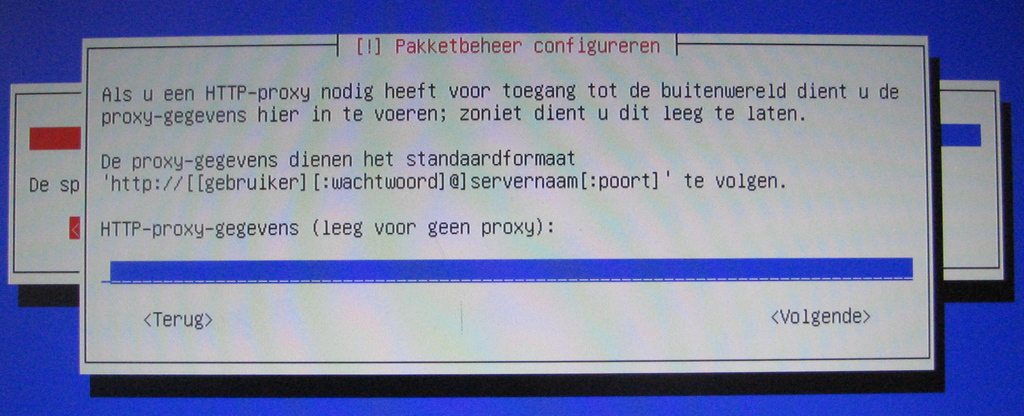 [!] Pakketbeheer configureren
Als u een HTTP-proxy nodig heeft voor toegang tot de buitenwereld dient u de
proxy-gegevens hier in te voeren; zoniet dient u dit leeg te laten.
De proxy-gegevens dienen het standaardformaat
'http://[[gebruiker][:wachtwoord]@]servernaam[:poort]' te volgen.
De sp
HTTP-proxy-gegevens (leeg voor geen proxy):
<
<Terug>
<Volgende>